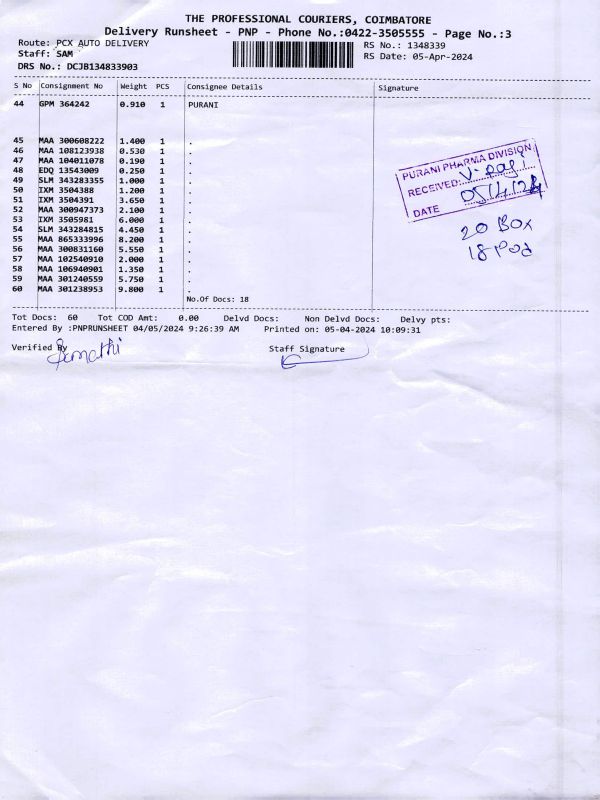 THE PROFESSIONAL COURIERS, COIMBATORE
Delivery Runsheet - PNP - Phone No.:0422-3505555 - Page No.:3
Route: PCX AUTO DELIVERY
Staff: SAM
DRS No.: DCJB134833903
RS No.: 1348339
RS Date: 05-Apr-2024
S No Consignment No Weight PCS Consignee Details Signature
44 GPM 364242 0.910 1 PURANI
45 MAA 300608222 1.400 1 .
46 MAA 108123938 0.530 1 .
47 MAA 104011078 0.190 1 .
48 EDQ 13543009 0.250 1 .
49 SLM 343283355 1.000 1 .
50 IXM 3504388 1.200 1 .
51 IXM 3504391 3.650 1 .
52 MAA 300947373 2.100 1 .
53 IXM 3505981 6.000 1 .
54 SLM 343284815 4.450 1 .
55 MAA 865333996 8.200 1 .
56 MAA 300831160 5.550 1 .
57 MAA 102540910 2.000 1 .
58 MAA 106940901 1.350 1 .
59 MAA 301240559 5.750 1 .
60 MAA 301238953 9.800 1 .
No.Of Docs: 18
PURANI PHARMA DIVISION
RECEIVED:
DATE 05/4/24
20 Box
18 Pod
Tot Docs: 60 Tot COD Amt: 0.00 Delvd Docs: Non Delvd Docs: Delvy pts:
Entered By :PNPRUNSHEET 04/05/2024 9:26:39 AM Printed on: 05-04-2024 10:09:31
Verified By Staff Signature